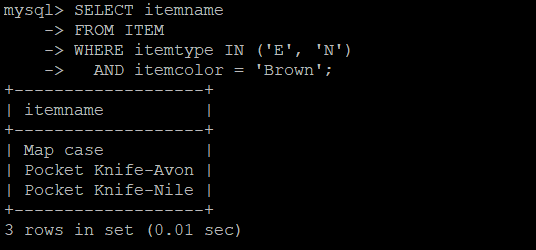 mysql> SELECT itemname
    -> FROM ITEM
    -> WHERE itemtype IN ('E', 'N')
    ->   AND itemcolor = 'Brown';
+-------------------+
| itemname          |
+-------------------+
| Map case          |
| Pocket Knife-Avon |
| Pocket Knife-Nile |
+-------------------+
3 rows in set (0.01 sec)